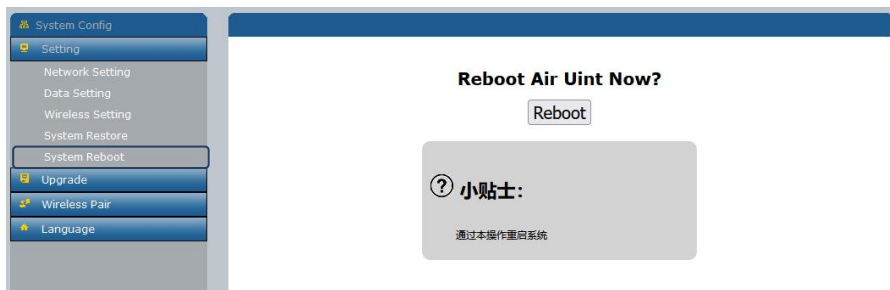 System Config
Setting
Network Setting
Data Setting
Wireless Setting
System Restore
System Reboot
Upgrade
Wireless Pair
Language
Reboot Air Uint Now?
Reboot
小贴士:
通过本操作重启系统